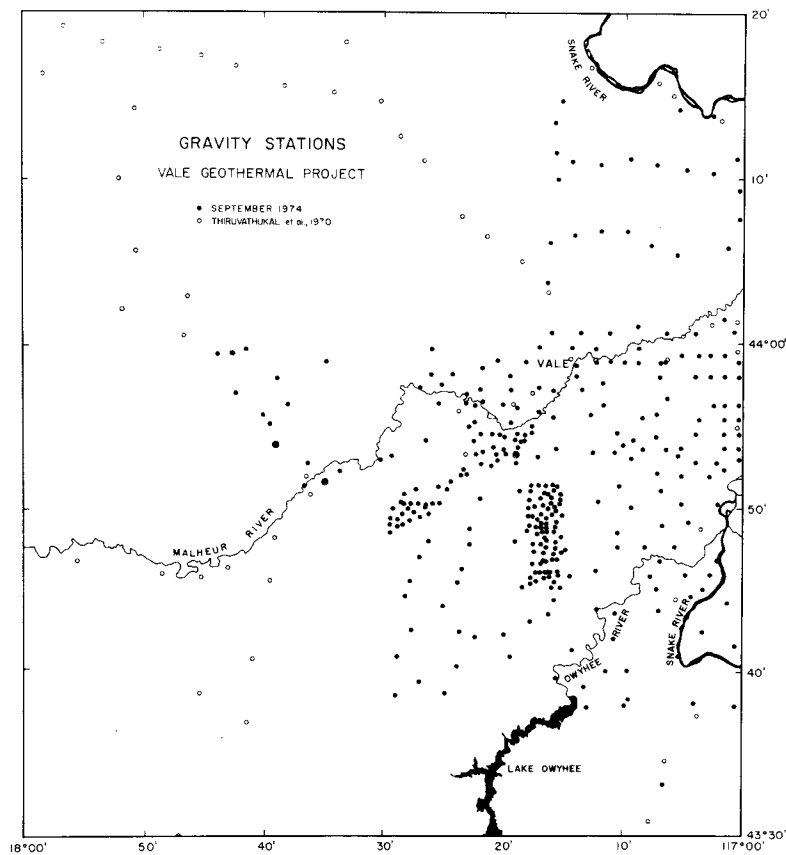 20'
SNAKE RIVER
GRAVITY STATIONS
VALE GEOTHERMAL PROJECT
10'
SEPTEMBER 1974
THIRUVATHUKAL et al., 1970
44°00'
VALE
50'
MALHEUR RIVER
SNAKE RIVER
OWYHEE RIVER
40'
LAKE OWYHEE
43°30'
18°00'
50'
40'
30'
20'
10'
117°00'